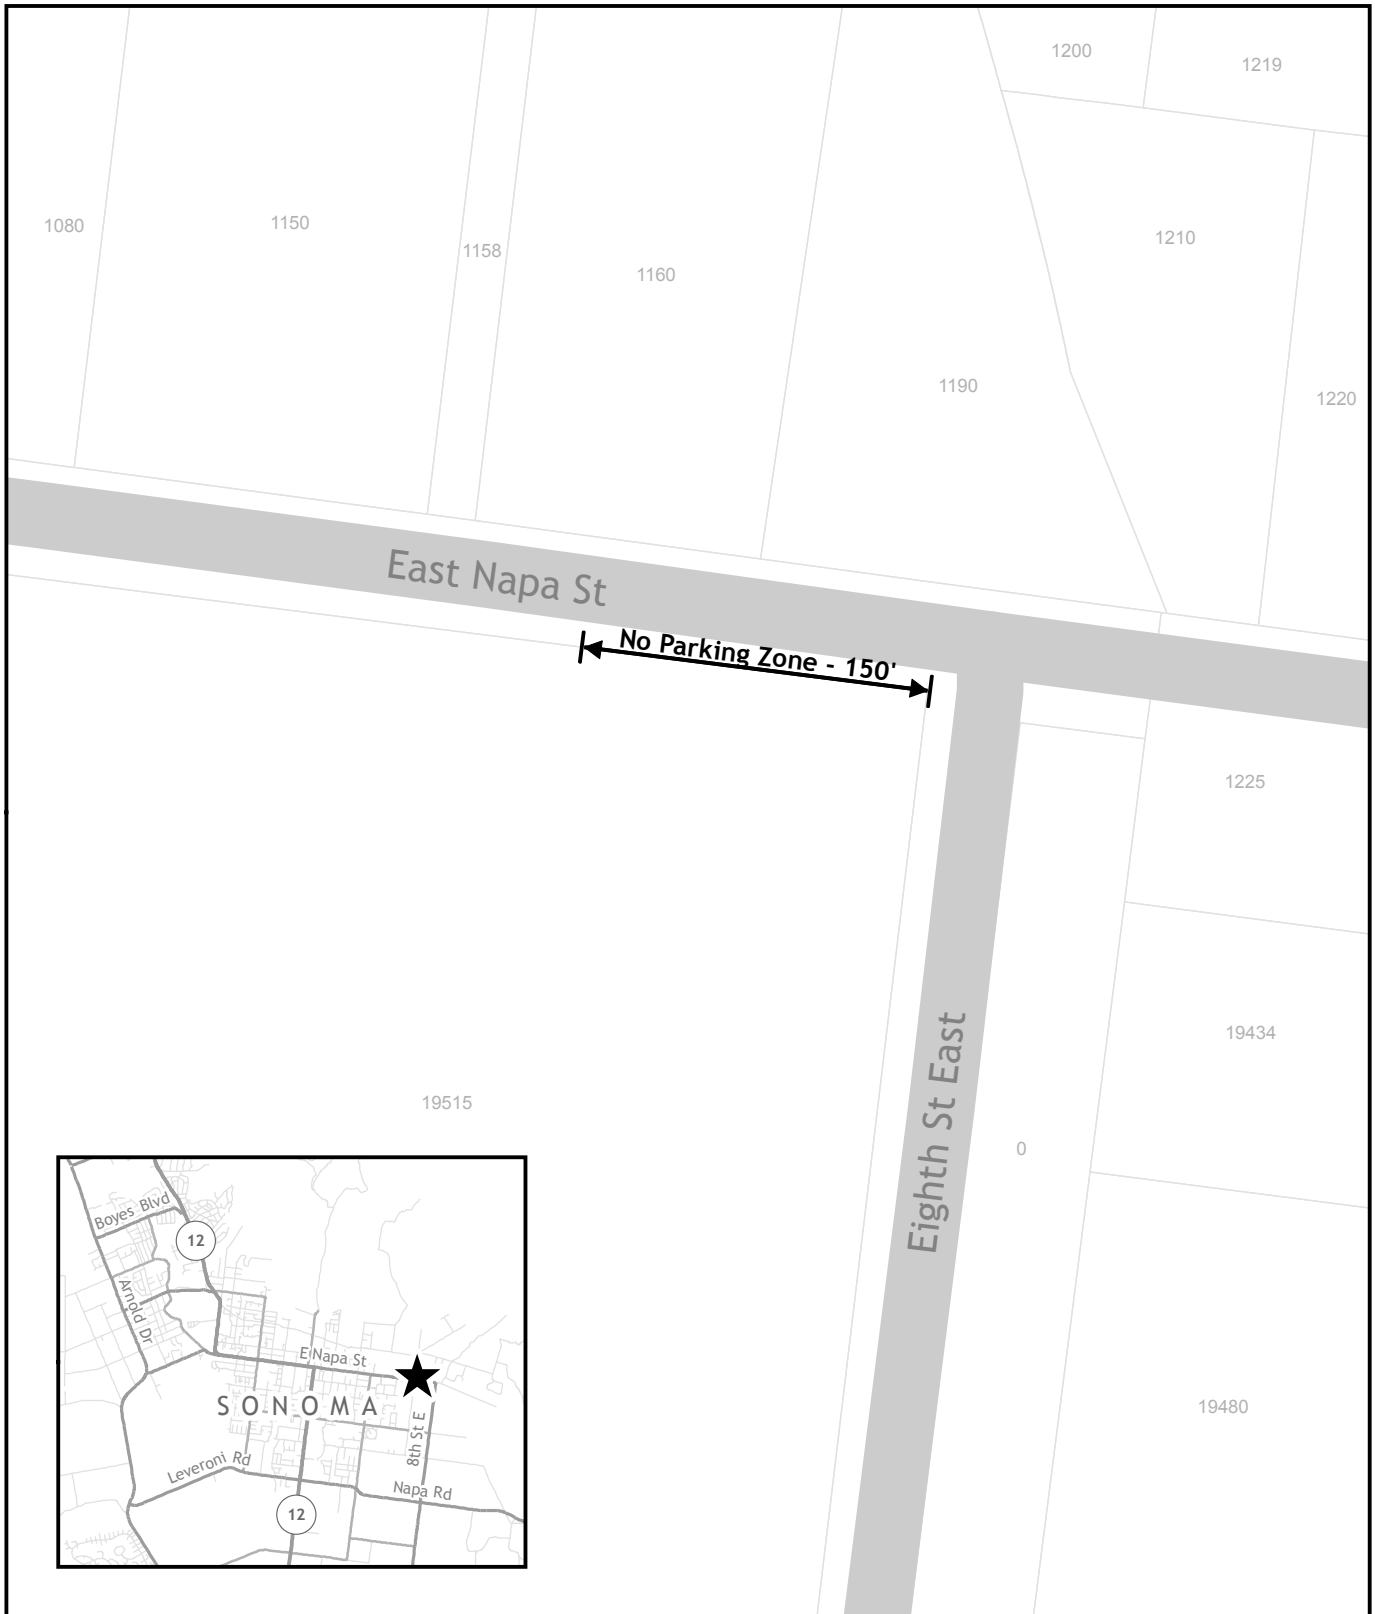 1200
1219
1080
1150
1158
1160
1210
1190
1220
East Napa St
No Parking Zone - 150'
1225
19434
19515
Eighth St East
0
19480
Boyes Blvd
12
Arnold Dr
E Napa St
SONOMA
8th St E
Leveroni Rd
Napa Rd
12